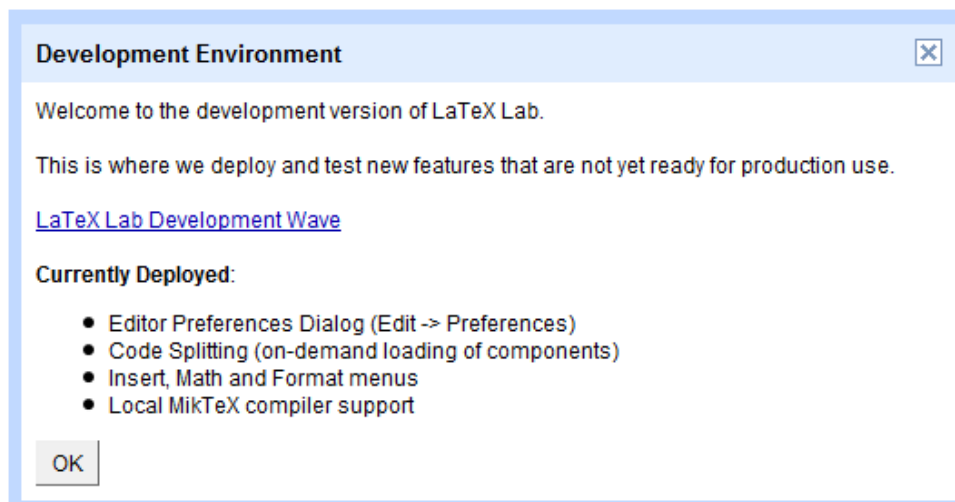 Development Environment
Welcome to the development version of LaTeX Lab.
This is where we deploy and test new features that are not yet ready for production use.
LaTeX Lab Development Wave
Currently Deployed:
Editor Preferences Dialog (Edit -> Preferences)
Code Splitting (on-demand loading of components)
Insert, Math and Format menus
Local MikTeX compiler support
OK